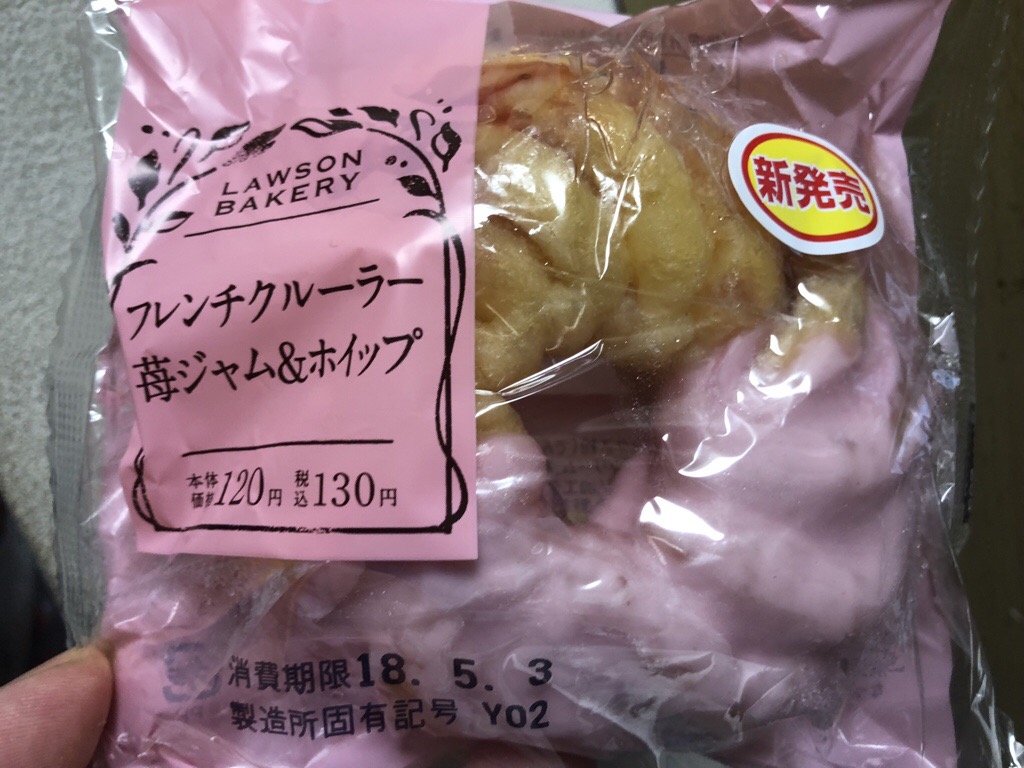 LAWSON
BAKERY
フレンチクルーラー
苺ジャム&ホイップ
本体価格120円 税込130円
新発売
消費期限18. 5. 3
製造所固有記号 Y02